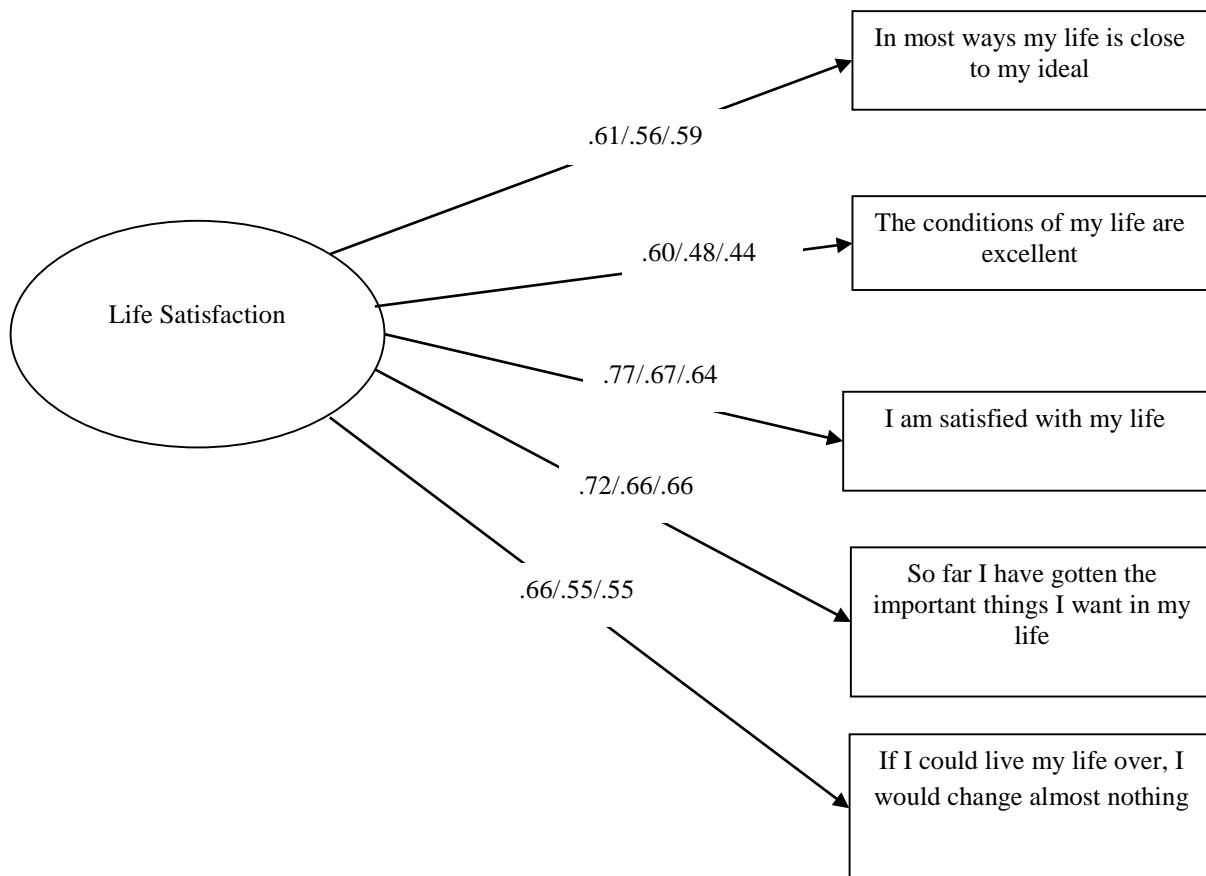 In most ways my life is close
to my ideal
.61/.56/.59
The conditions of my life are
excellent
.60/.48/.44
Life Satisfaction
.77/.67/.64
I am satisfied with my life
.72/.66/.66
So far I have gotten the
important things I want in my
life
.66/.55/.55
If I could live my life over, I
would change almost nothing